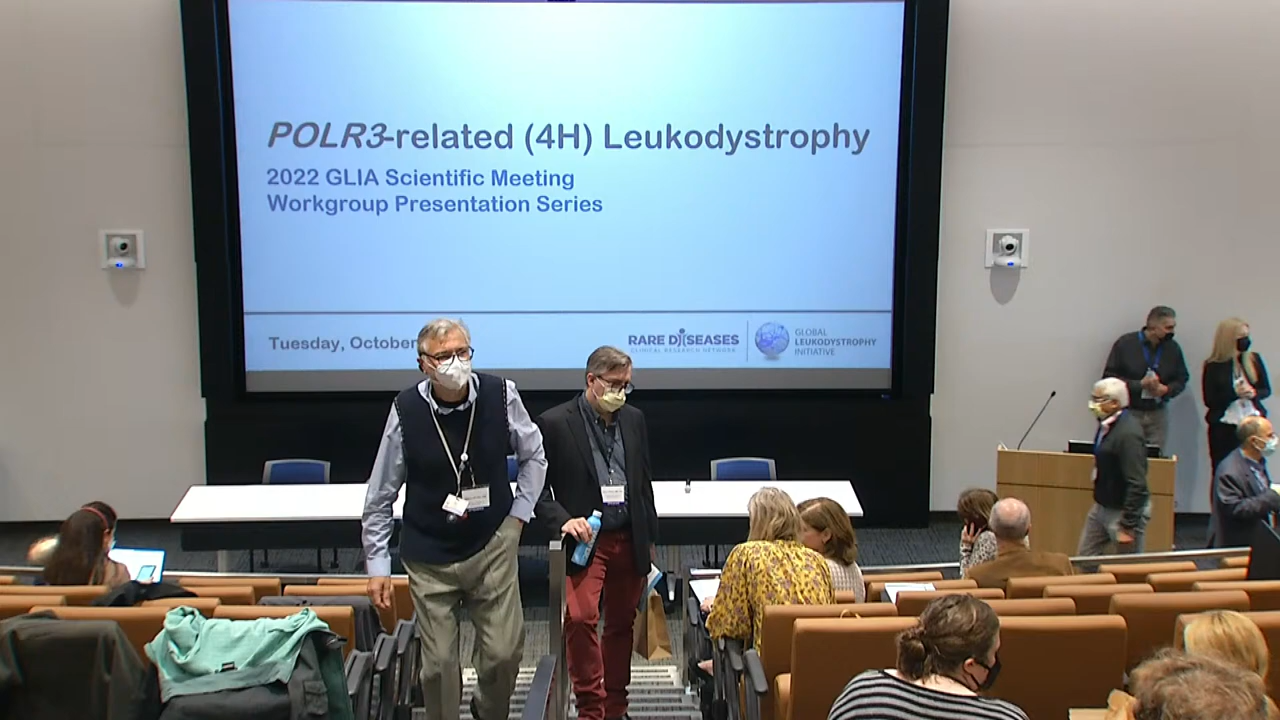 POLR3-related (4H) Leukodystrophy
2022 GLIA Scientific Meeting
Workgroup Presentation Series
Tuesday, October
RARE DISEASES
CLINICAL RESEARCH NETWORK
GLOBAL
LEUKODYSTROPHY
INITIATIVE